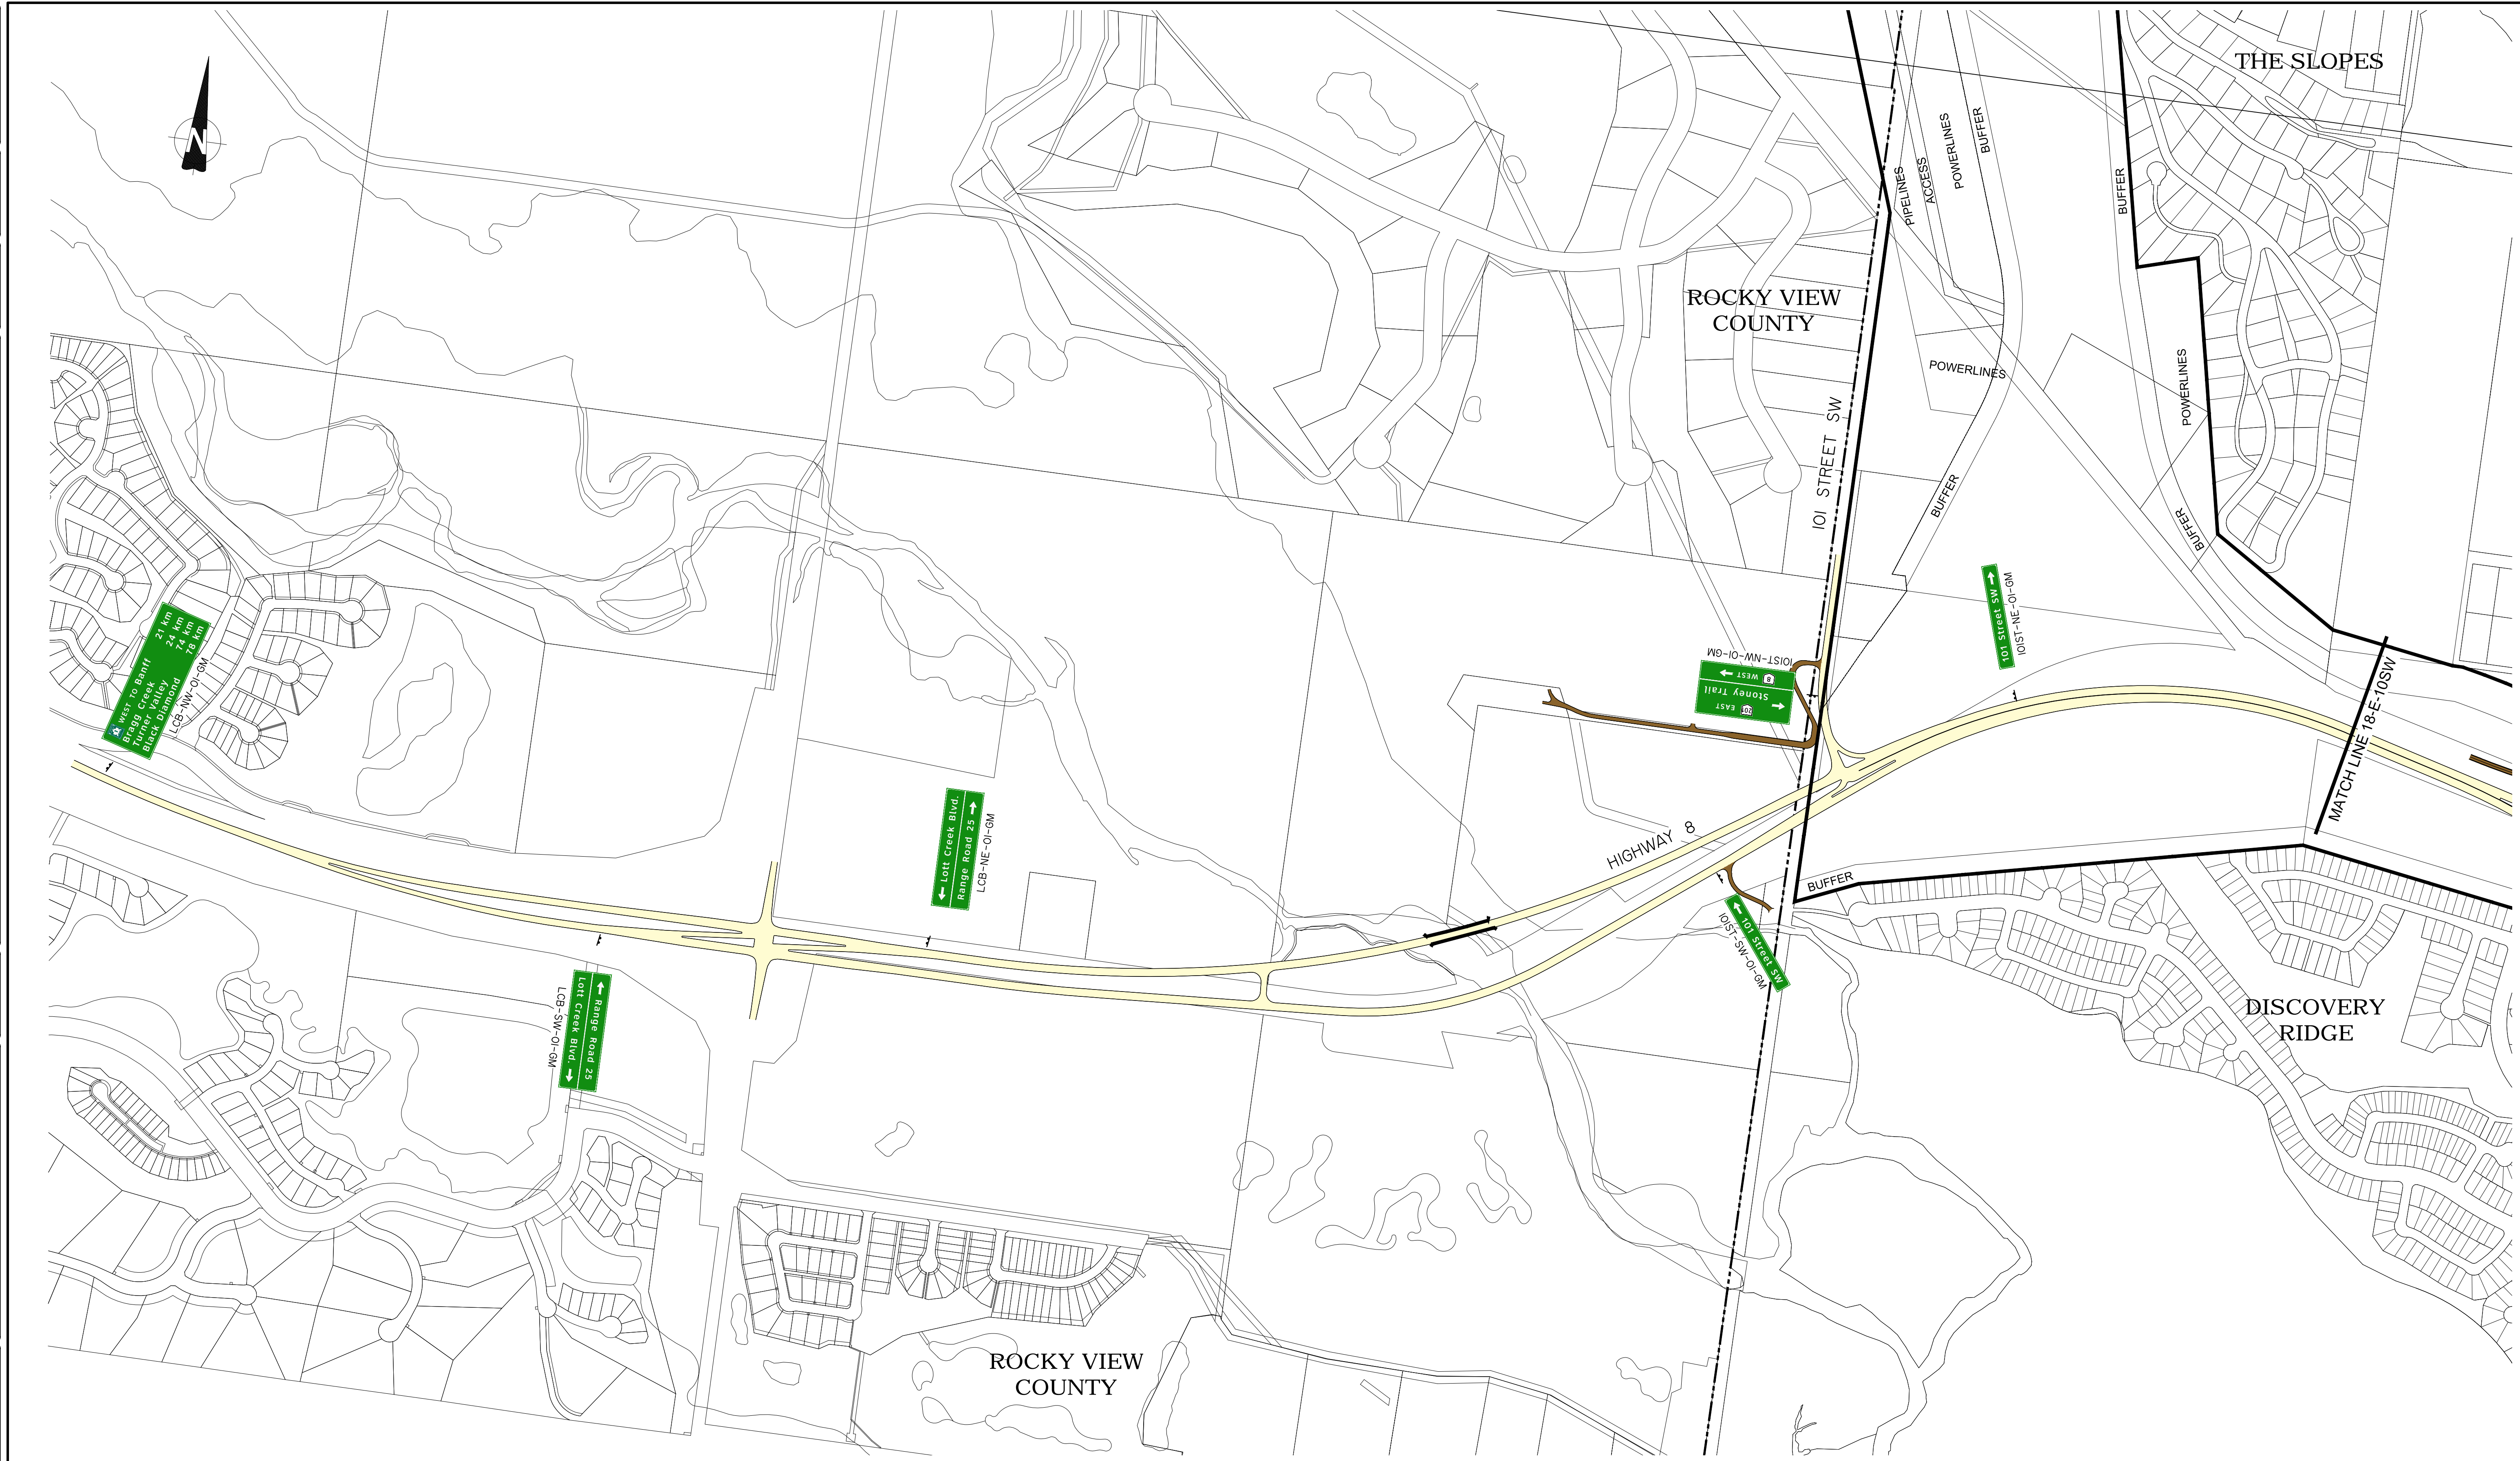 N
THE SLOPES
PIPELINES
ACCESS
POWERLINES
BUFFER
BUFFER
ROCKY VIEW
COUNTY
POWERLINES
POWERLINES
101 STREET SW
BUFFER
BUFFER
WEST TO Banff
Bragg Creek 21 km
24 km
Turner Valley 74 km
Black Diamond 78 km
LCB-NW-01-GM
101 Street SW
101ST-NE-01-GM
101ST-NW-01-GM
8 WEST
Stoney Trail
201 EAST
MATCH LINE 18-E-10SW
Lott Creek Blvd.
Range Road 25
LCB-NE-01-GM
HIGHWAY 8
BUFFER
101 Street SW
101ST-SW-01-GM
Range Road 25
Lott Creek Blvd.
LCB-SW-01-GM
DISCOVERY
RIDGE
ROCKY VIEW
COUNTY